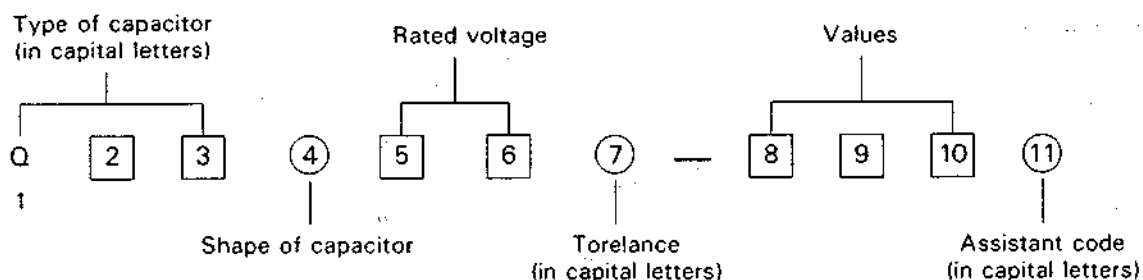 Type of capacitor
(in capital letters)
Rated voltage
Values
Q 2 3 4 5 6 7 — 8 9 10 11
↑
Shape of capacitor
Torelance
(in capital letters)
Assistant code
(in capital letters)